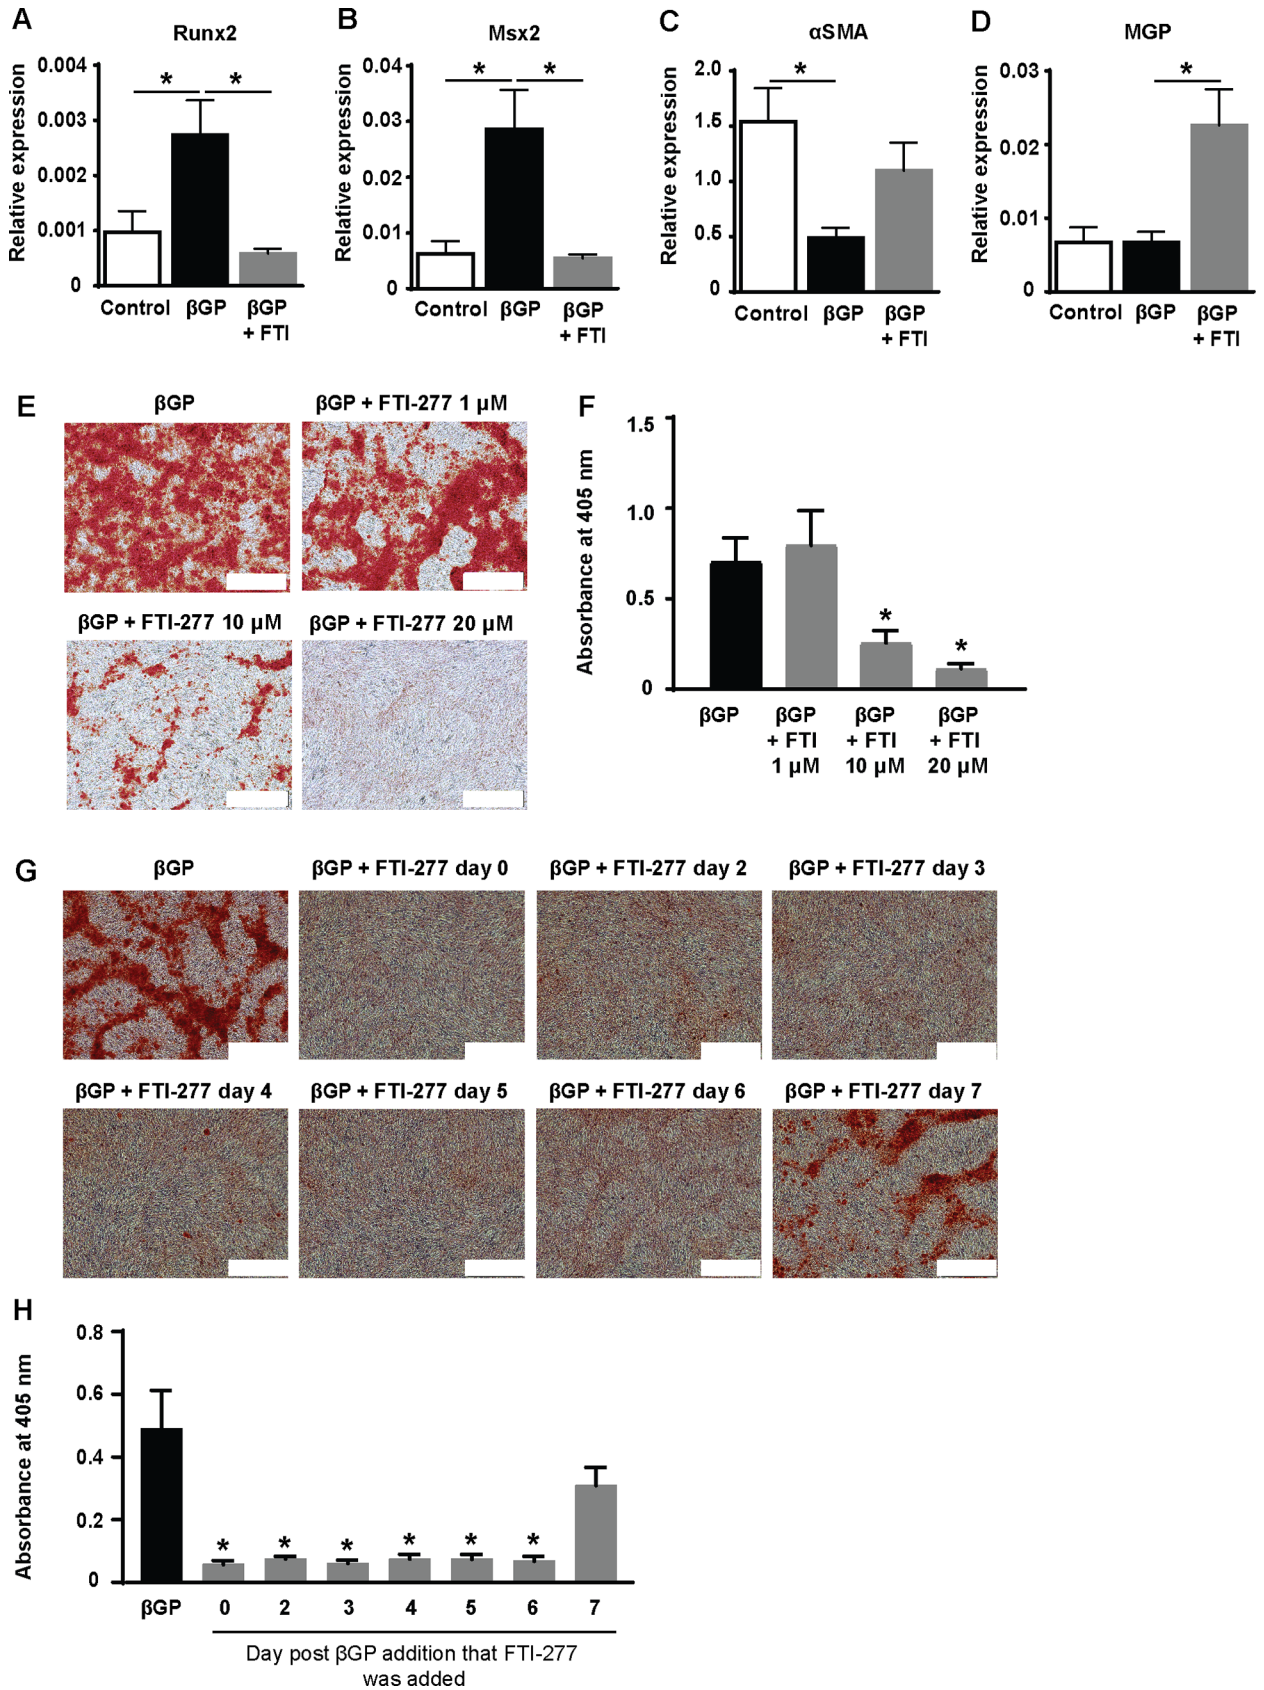 A
Runx2
Relative expression
0.004
0.003
0.002
0.001
0
*
*
Control
βGP
βGP
+ FTI
B
Msx2
Relative expression
0.04
0.03
0.02
0.01
0
*
*
Control
βGP
βGP
+ FTI
C
αSMA
Relative expression
2.0
1.5
1.0
0.5
0
*
Control
βGP
βGP
+ FTI
D
MGP
Relative expression
0.03
0.02
0.01
0
*
Control
βGP
βGP
+ FTI
E
βGP
βGP + FTI-277 1 μM
βGP + FTI-277 10 μM
βGP + FTI-277 20 μM
F
Absorbance at 405 nm
1.5
1.0
0.5
0
*
*
βGP
βGP
+ FTI
1 μM
βGP
+ FTI
10 μM
βGP
+ FTI
20 μM
G
βGP
βGP + FTI-277 day 0
βGP + FTI-277 day 2
βGP + FTI-277 day 3
βGP + FTI-277 day 4
βGP + FTI-277 day 5
βGP + FTI-277 day 6
βGP + FTI-277 day 7
H
Absorbance at 405 nm
0.8
0.6
0.4
0.2
0
* * * * * *
βGP 0 2 3 4 5 6 7
Day post βGP addition that FTI-277
was added